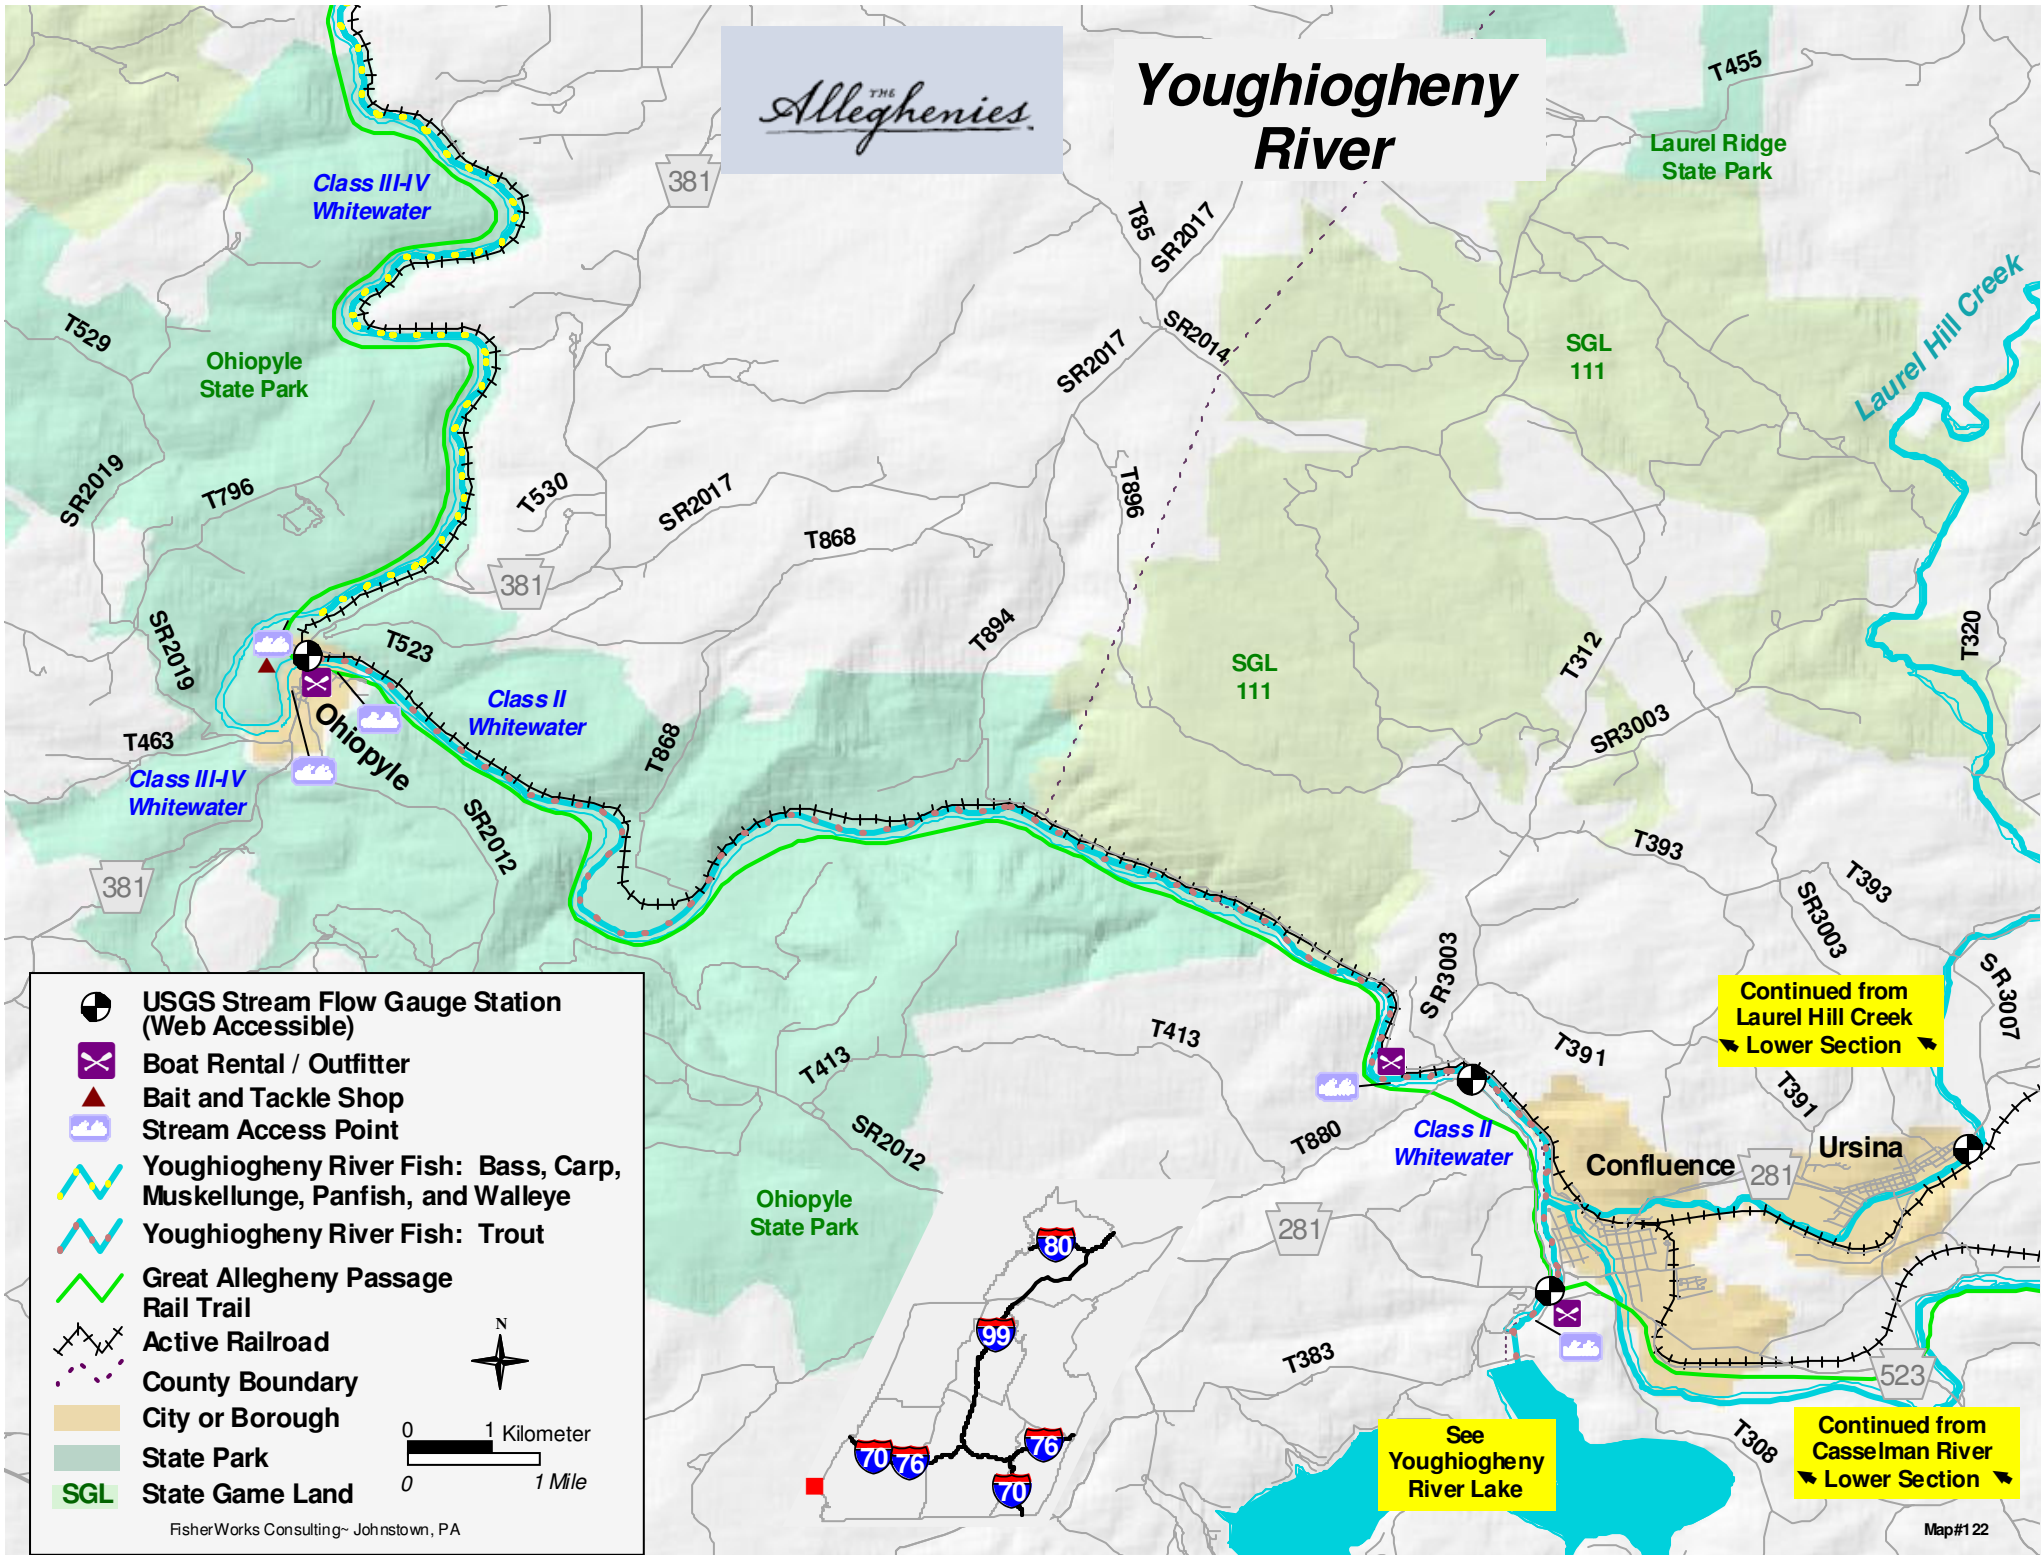 THE
Alleghenies
Youghiogheny
River
T455
Laurel Ridge
State Park
Class III-IV
Whitewater
381
T85
SR2017
Laurel Hill Creek
T529
Ohiopyle
State Park
SR2017
SR2014
SGL
111
SR2019
T796
T530
SR2017
T868
T896
381
SR2019
T523
T894
SGL
111
T312
T320
Class II
Whitewater
SR3003
T463
Ohiopyle
T868
Class III-IV
Whitewater
SR2012
381
T393
T393
SR3003
SR3003
SR3007
Continued from
Laurel Hill Creek
Lower Section
T413
T413
T391
T391
SR2012
T880
Class II
Whitewater
Confluence
281
Ursina
Ohiopyle
State Park
281
T383
523
T308
See
Youghiogheny
River Lake
Continued from
Casselman River
Lower Section
Map#122
80
99
70
76
76
70
USGS Stream Flow Gauge Station
(Web Accessible)
Boat Rental / Outfitter
Bait and Tackle Shop
Stream Access Point
Youghiogheny River Fish: Bass, Carp,
Muskellunge, Panfish, and Walleye
Youghiogheny River Fish: Trout
Great Allegheny Passage
Rail Trail
Active Railroad
County Boundary
City or Borough
State Park
SGL State Game Land
N
0 1 Kilometer
0 1 Mile
FisherWorks Consulting~ Johnstown, PA